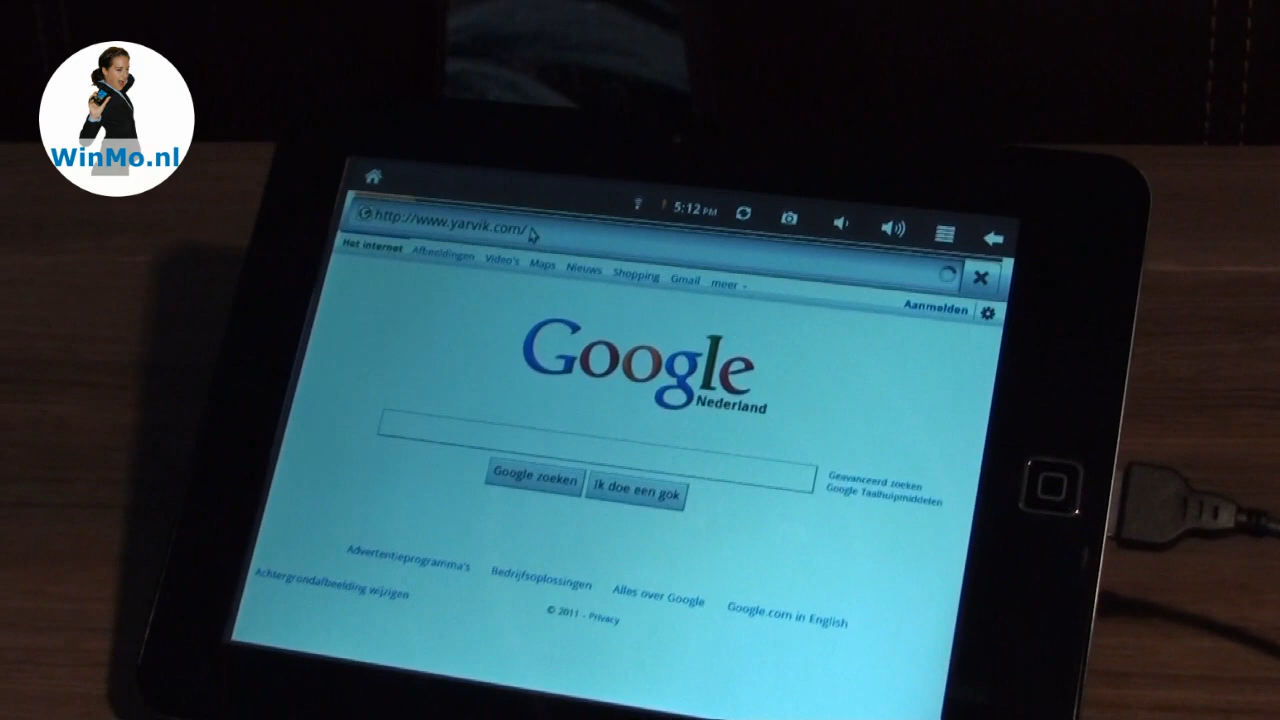 WinMo.nl
5:12 PM
http://www.yarvik.com/
Het internet Afbeeldingen Video's Maps Nieuws Shopping Gmail meer
Aanmelden
Google
Nederland
Google zoeken Ik doe een gok
Geavanceerd zoeken
Google Taalhulpmiddelen
Advertentieprogramma's Bedrijfsoplossingen Alles over Google Google.com in English
Achtergrondafbeelding wijzigen
© 2011 - Privacy